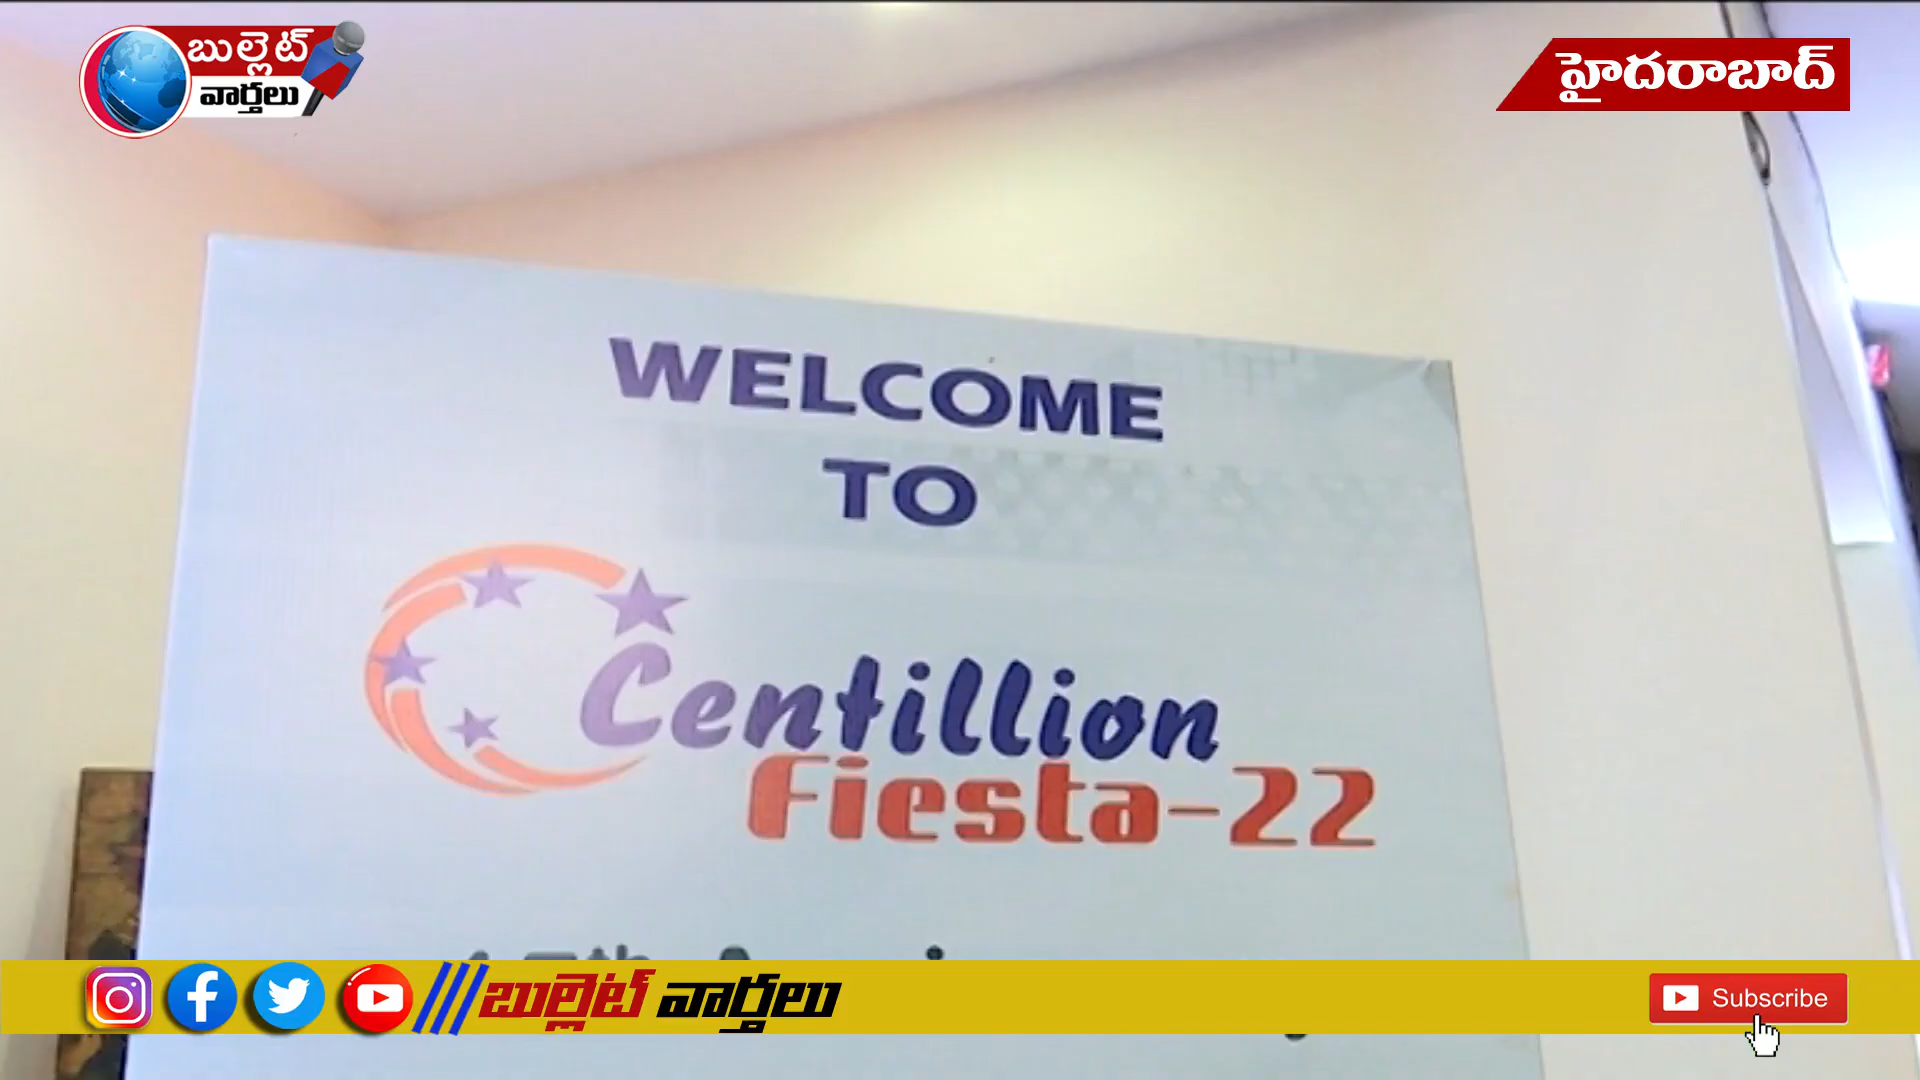 బుల్లెట్
వార్తలు
హైదరాబాద్
WELCOME
TO
Centillion
Fiesta-22
బుల్లెట్ వార్తలు
Subscribe